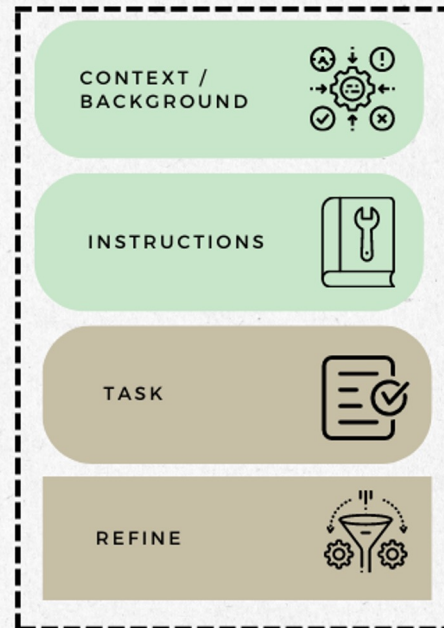 CONTEXT /
BACKGROUND
INSTRUCTIONS
TASK
REFINE